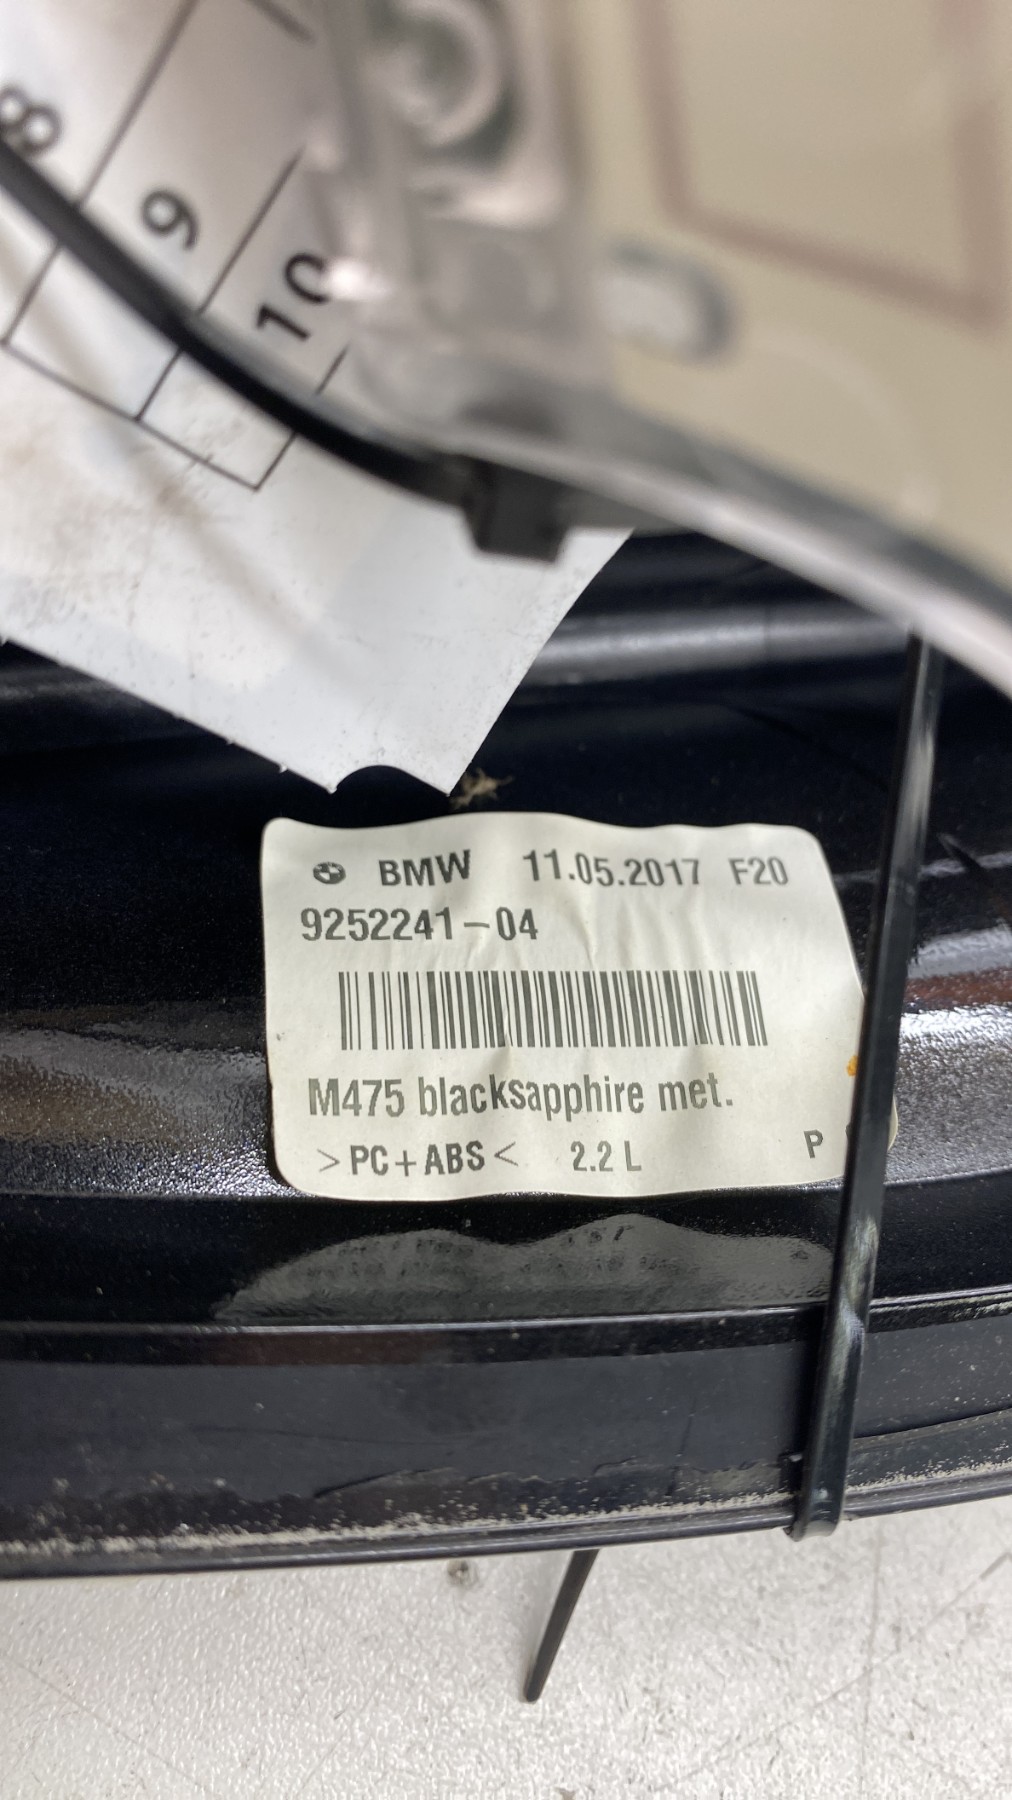 8
9
10
BMW 11.05.2017 F20
9252241-04
M475 blacksapphire met.
>PC+ABS< 2.2 L P